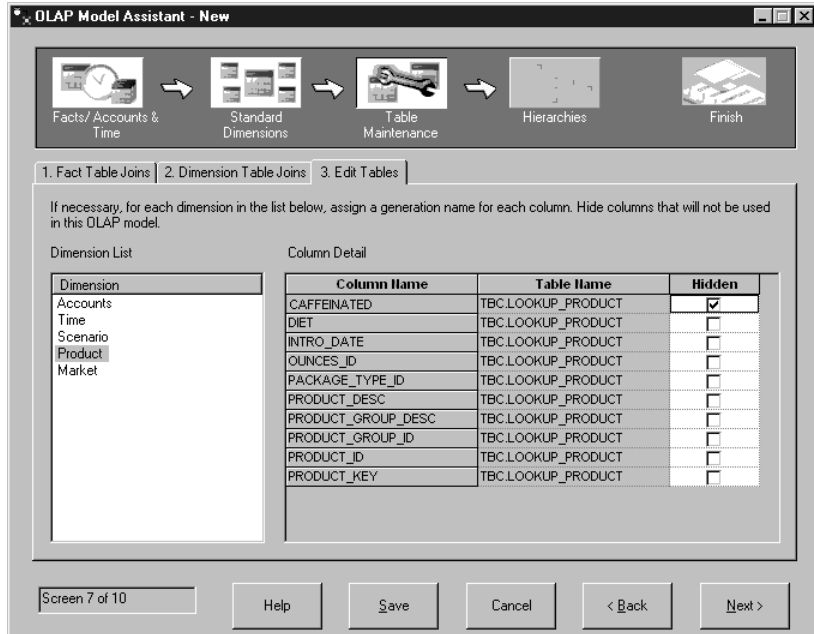 OLAP Model Assistant - New
Facts/ Accounts &
Time
Standard
Dimensions
Table
Maintenance
Hierarchies
Finish
1. Fact Table Joins
2. Dimension Table Joins
3. Edit Tables
If necessary, for each dimension in the list below, assign a generation name for each column. Hide columns that will not be used
in this OLAP model.
Dimension List
Column Detail
Dimension
Accounts
Time
Scenario
Product
Market
Column Name Table Name Hidden
CAFFEINATED TBC.LOOKUP_PRODUCT
DIET TBC.LOOKUP_PRODUCT
INTRO_DATE TBC.LOOKUP_PRODUCT
OUNCES_ID TBC.LOOKUP_PRODUCT
PACKAGE_TYPE_ID TBC.LOOKUP_PRODUCT
PRODUCT_DESC TBC.LOOKUP_PRODUCT
PRODUCT_GROUP_DESC TBC.LOOKUP_PRODUCT
PRODUCT_GROUP_ID TBC.LOOKUP_PRODUCT
PRODUCT_ID TBC.LOOKUP_PRODUCT
PRODUCT_KEY TBC.LOOKUP_PRODUCT
Screen 7 of 10
Help
Save
Cancel
< Back
Next >